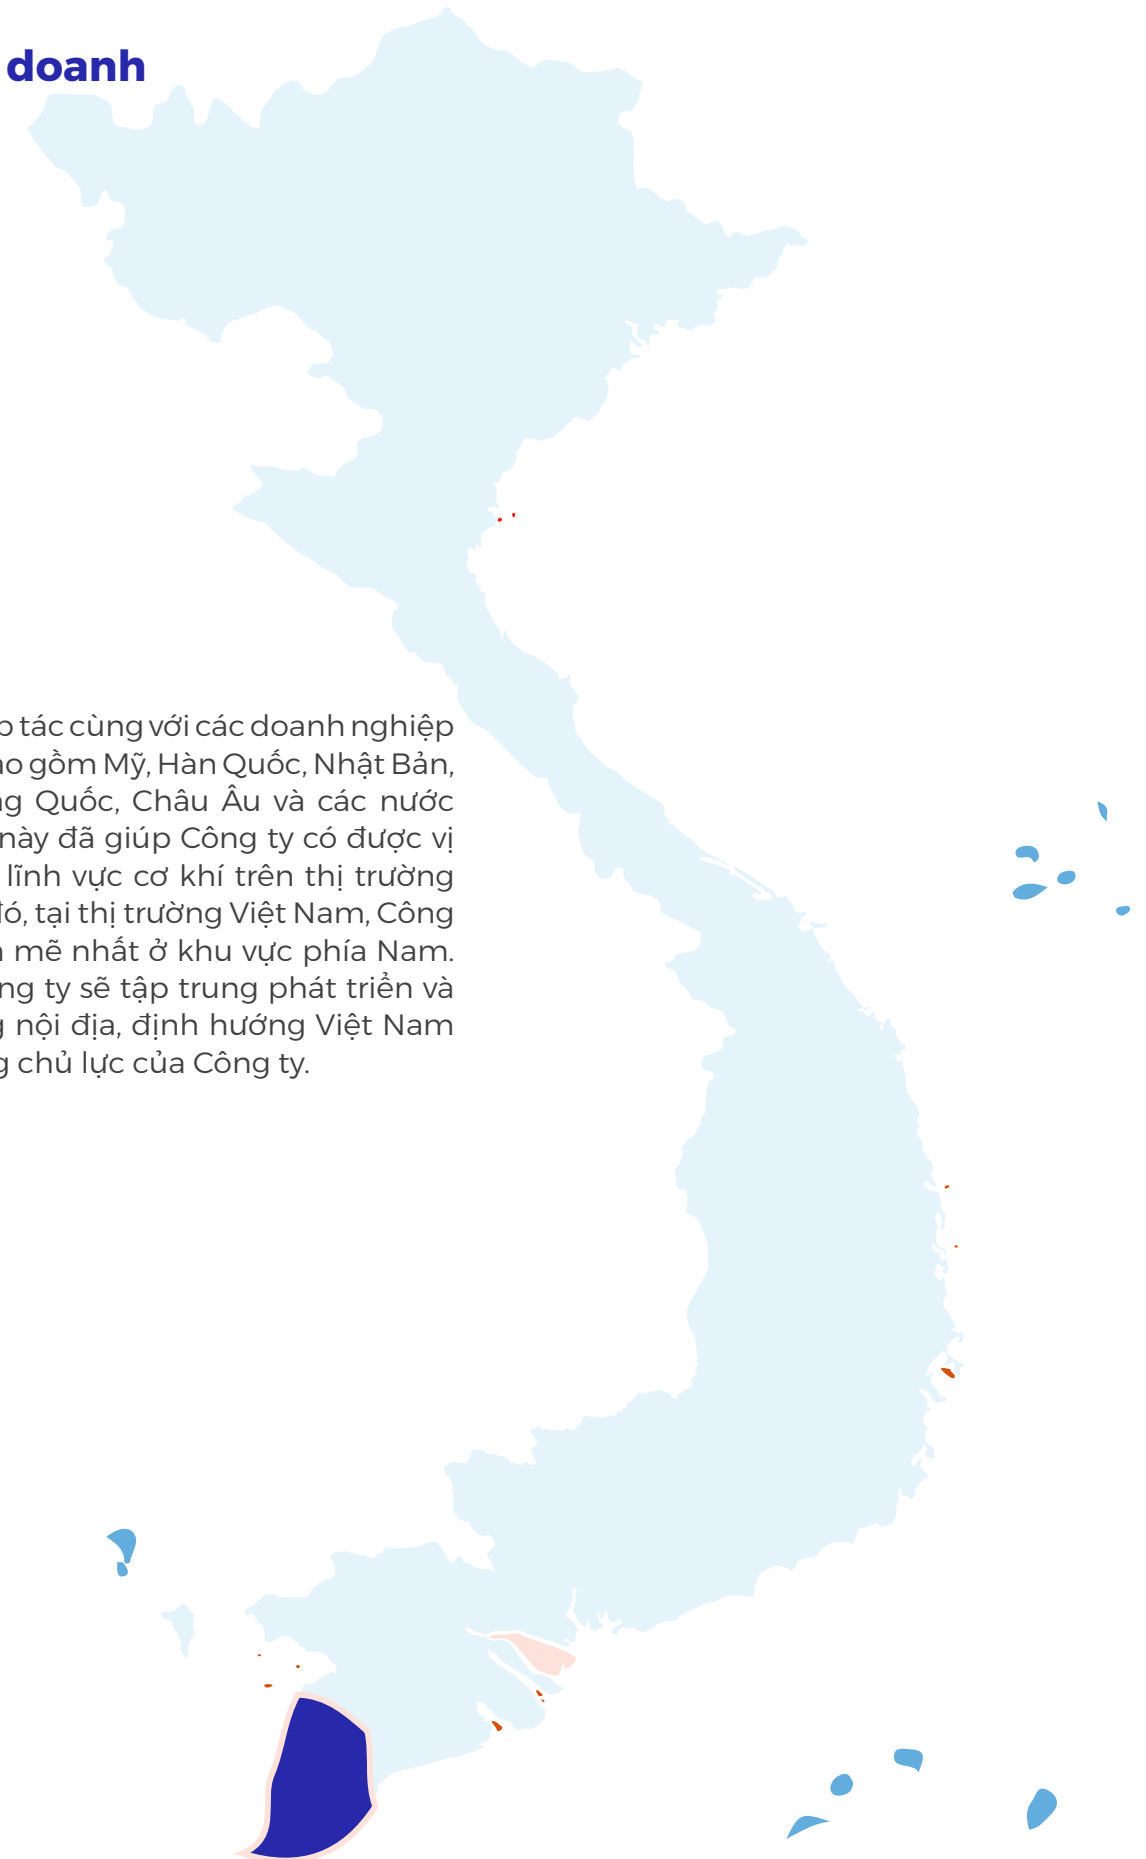 doanh
p tác cùng với các doanh nghiệp
ao gồm Mỹ, Hàn Quốc, Nhật Bản,
ng Quốc, Châu Âu và các nước
này đã giúp Công ty có được vị
lĩnh vực cơ khí trên thị trường
đó, tại thị trường Việt Nam, Công
h mẽ nhất ở khu vực phía Nam.
ng ty sẽ tập trung phát triển và
g nội địa, định hướng Việt Nam
g chủ lực của Công ty.